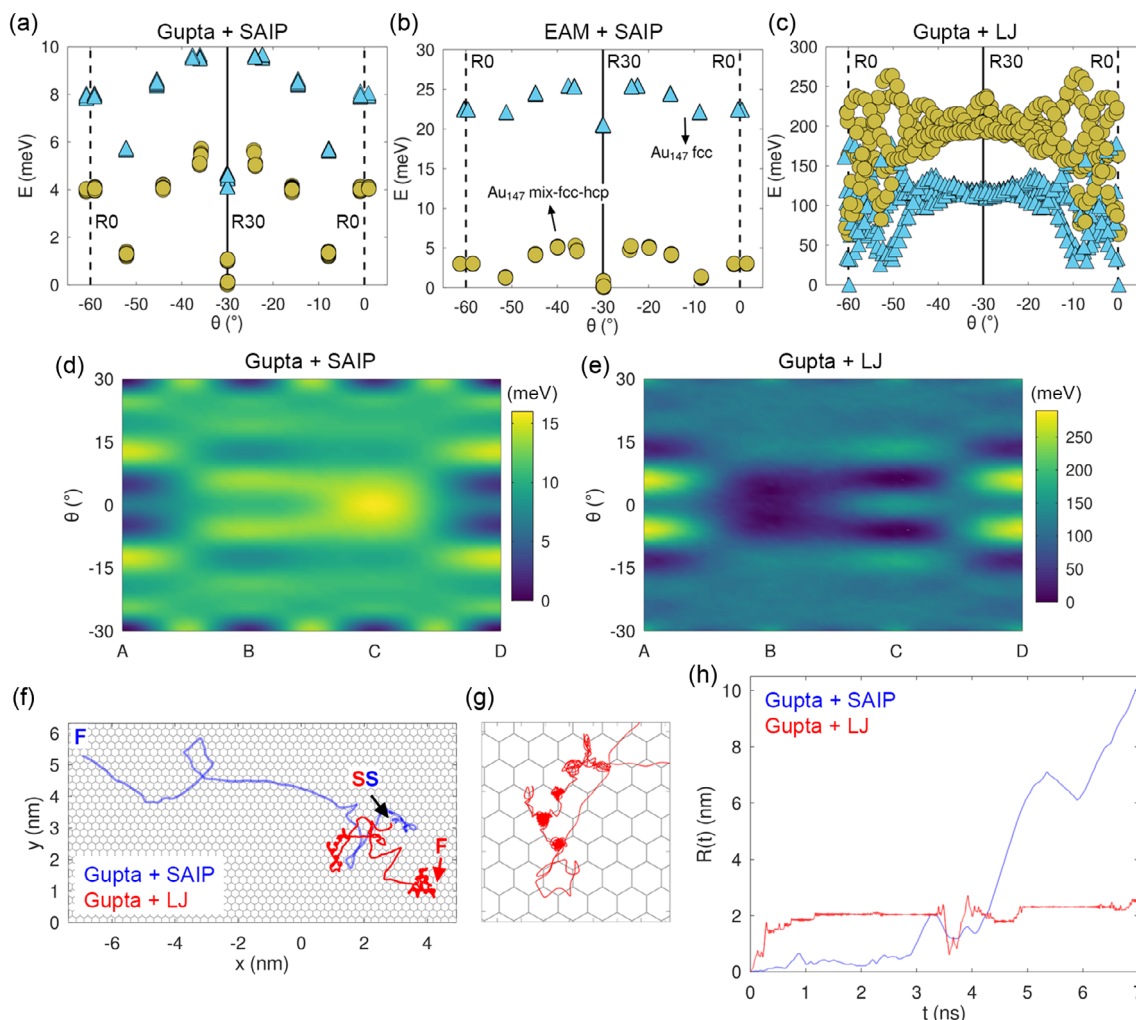 (a) Gupta + SAIP
10
8
6
4
2
0
E (meV)
R0
R30
R0
-60 -50 -40 -30 -20 -10 0
θ (°)
(b) EAM + SAIP
30
25
20
15
10
5
0
E (meV)
R0
R30
R0
Au147 fcc
Au147 mix-fcc-hcp
-60 -50 -40 -30 -20 -10 0
θ (°)
(c) Gupta + LJ
300
250
200
150
100
50
0
E (meV)
R0
R30
R0
-60 -50 -40 -30 -20 -10 0
θ (°)
(d) Gupta + SAIP
30
15
0
-15
-30
θ (°)
A B C D
(meV)
15
10
5
0
(e) Gupta + LJ
30
15
0
-15
-30
θ (°)
A B C D
(meV)
250
200
150
100
50
0
(f)
6
5
4
3
2
1
0
y (nm)
F
SS
F
Gupta + SAIP
Gupta + LJ
-6 -4 -2 0 2 4
x (nm)
(g)
(h)
Gupta + SAIP
Gupta + LJ
10
8
6
4
2
0
R(t) (nm)
0 1 2 3 4 5 6 7
t (ns)